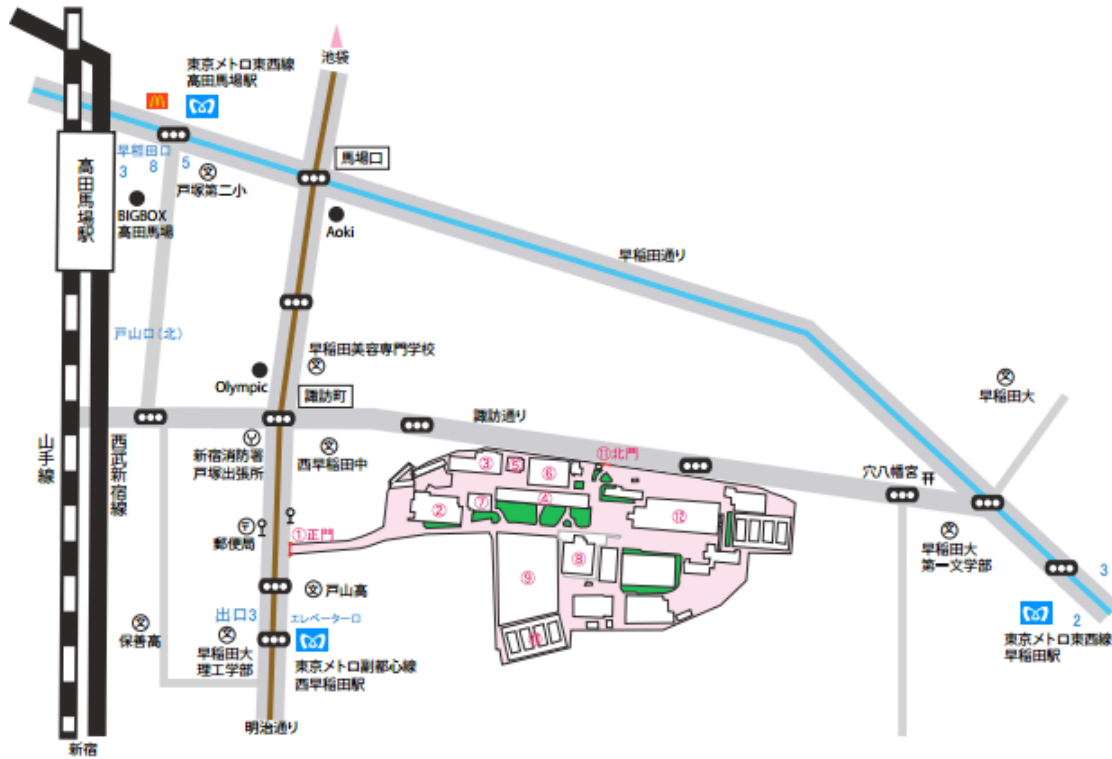 池袋
東京メトロ東西線
高田馬場駅
早稲田口
3
8
5
戸塚第二小
馬場口
高田馬場駅
BIGBOX
高田馬場
Aoki
早稲田通り
戸山口(北)
早稲田美容専門学校
Olympic
諏訪町
早稲田大
諏訪通り
山手線
西武新宿線
新宿消防署
戸塚出張所
西早稲田中
⑪北門
穴八幡宮
③
⑤
⑥
⑦
④
②
⑫
郵便局
①正門
⑧
早稲田大
第一文学部
⑨
戸山高
3
2
出口3
エレベーター口
保善高
早稲田大
理工学部
東京メトロ副都心線
西早稲田駅
東京メトロ東西線
早稲田駅
明治通り
新宿